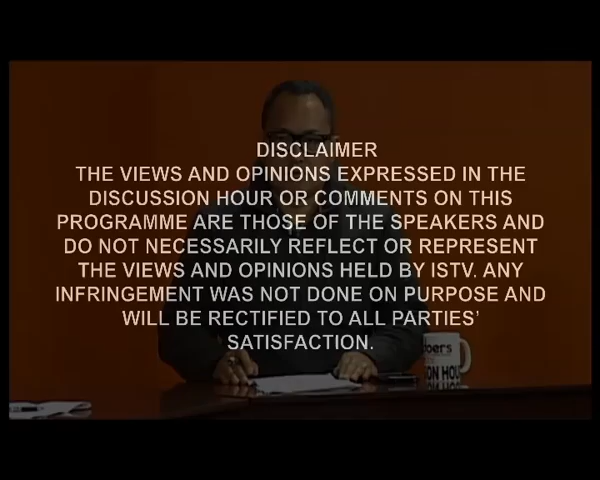 DISCLAIMER
THE VIEWS AND OPINIONS EXPRESSED IN THE
DISCUSSION HOUR OR COMMENTS ON THIS
PROGRAMME ARE THOSE OF THE SPEAKERS AND
DO NOT NECESSARILY REFLECT OR REPRESENT
THE VIEWS AND OPINIONS HELD BY ISTV. ANY
INFRINGEMENT WAS NOT DONE ON PURPOSE AND
WILL BE RECTIFIED TO ALL PARTIES'
SATISFACTION.